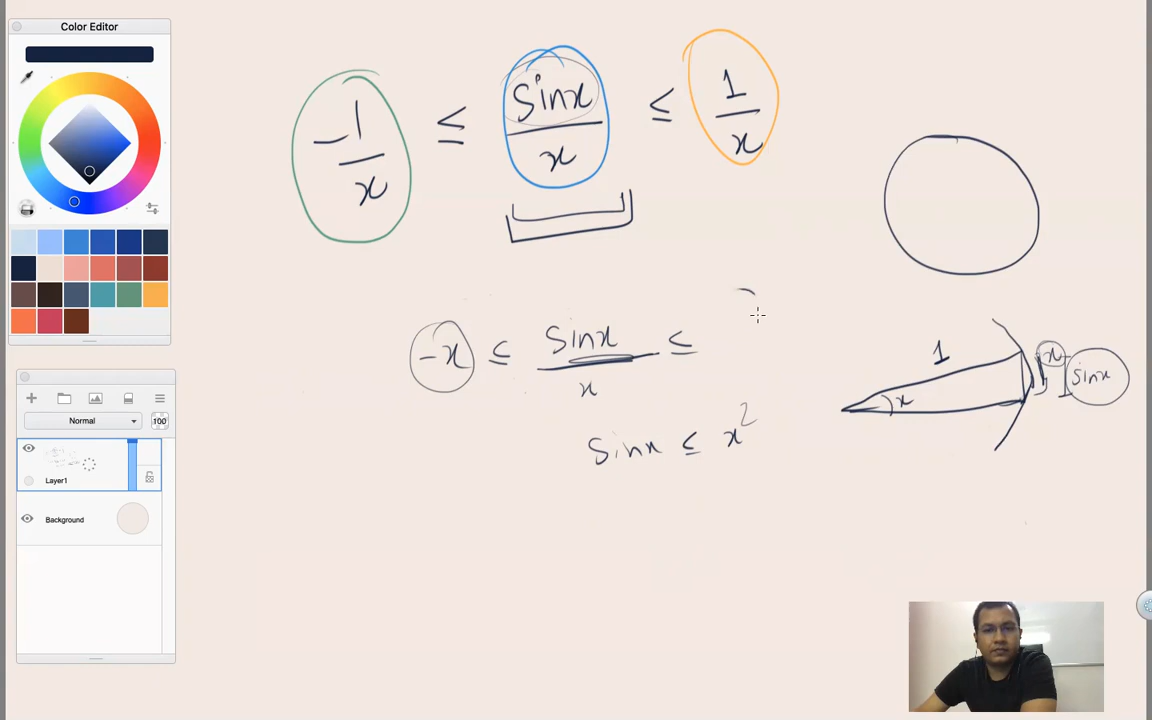 Color Editor
-1/x ≤ sinx/x ≤ 1/x
-x ≤ sinx/x ≤
sinx ≤ x²
1
x
x
sinx
Normal
100
Layer1
Background